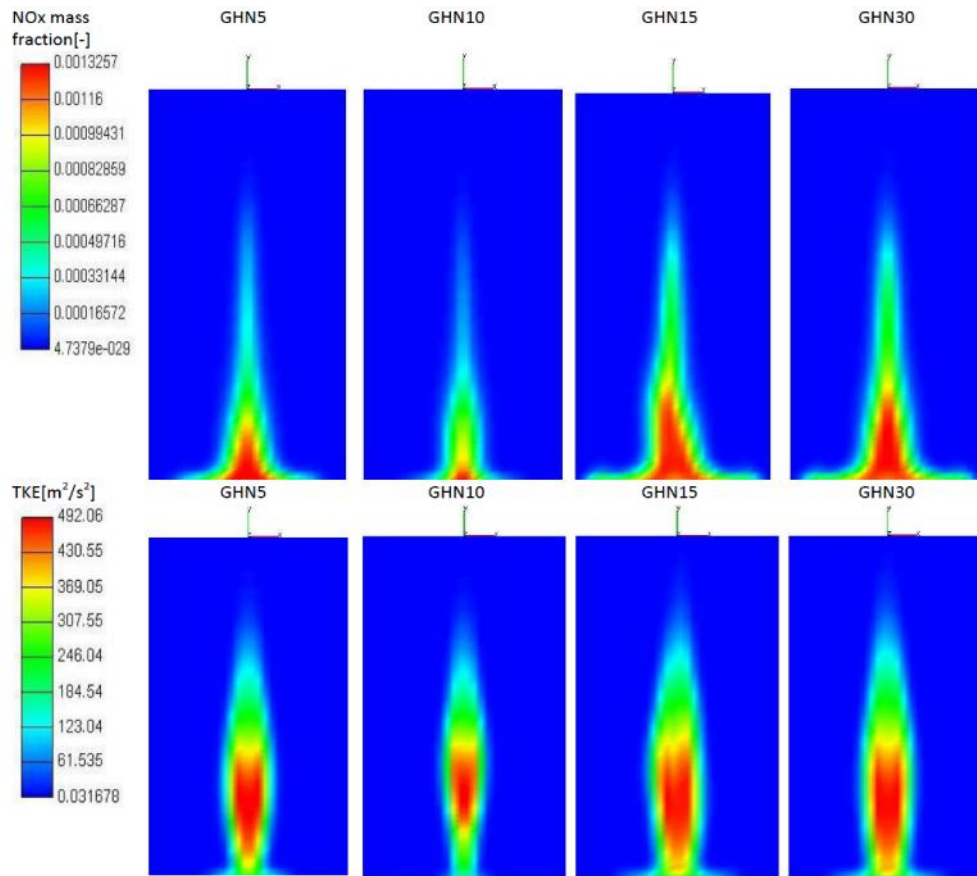 NOx mass
fraction[-]
GHN5
GHN10
GHN15
GHN30
0.0013257
0.00116
0.00099431
0.00082859
0.00066287
0.00049716
0.00033144
0.00016572
4.7379e-029
TKE[m²/s²]
GHN5
GHN10
GHN15
GHN30
492.06
430.55
369.05
307.55
246.04
184.54
123.04
61.535
0.031678